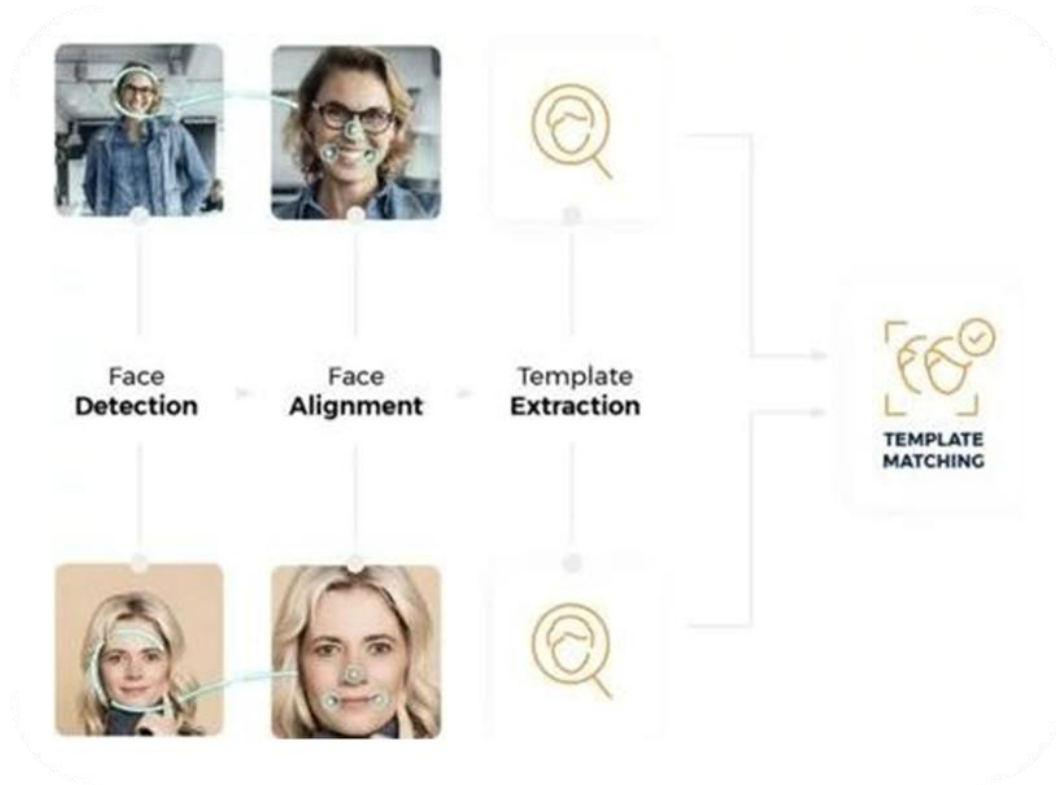 Face
Detection
Face
Alignment
Template
Extraction
TEMPLATE
MATCHING